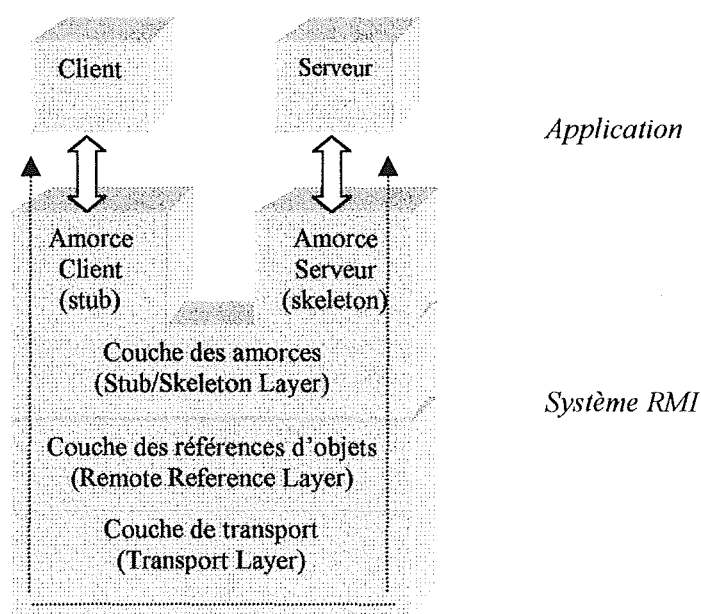 Client
Serveur
Application
Amorce
Client
(stub)
Amorce
Serveur
(skeleton)
Couche des amorces
(Stub/Skeleton Layer)
Système RMI
Couche des références d'objets
(Remote Reference Layer)
Couche de transport
(Transport Layer)